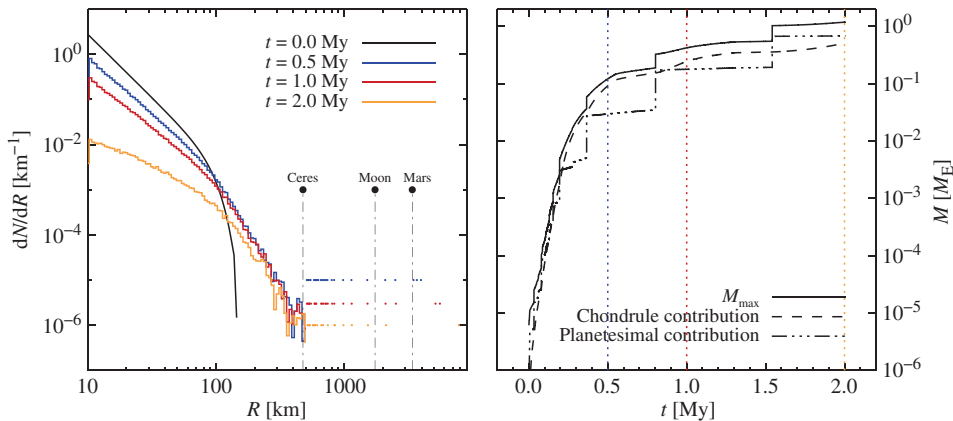 t = 0.0 My
t = 0.5 My
t = 1.0 My
t = 2.0 My
Ceres
Moon
Mars
10^0
10^-2
10^-4
10^-6
dN/dR [km^-1]
10
100
1000
R [km]
M_max
Chondrule contribution
Planetesimal contribution
10^0
10^-1
10^-2
10^-3
10^-4
10^-5
10^-6
M [M_E]
0.0
0.5
1.0
1.5
2.0
t [My]